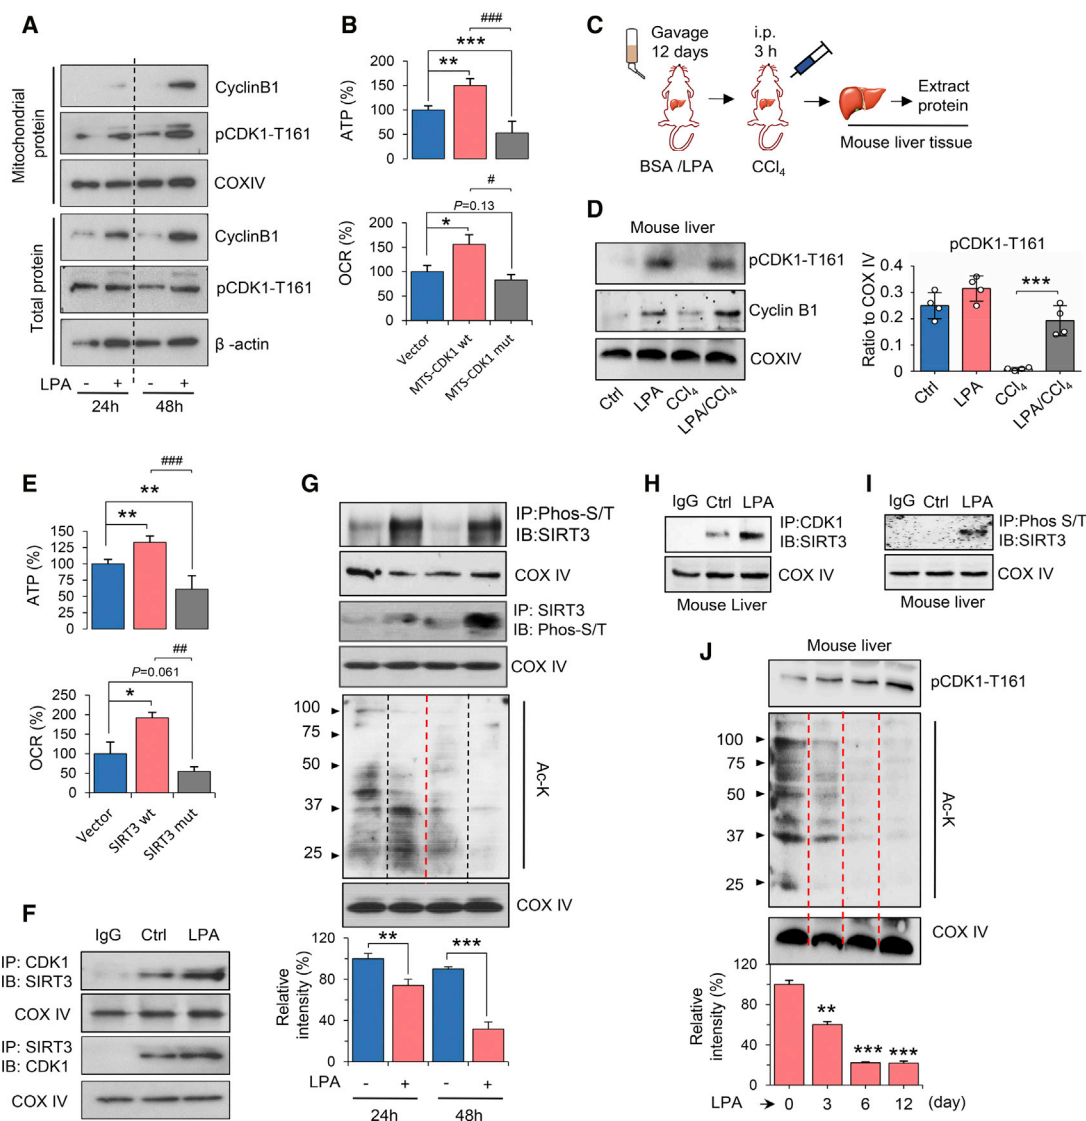 A
Mitochondrial
protein
CyclinB1
pCDK1-T161
COXIV
Total protein
CyclinB1
pCDK1-T161
β -actin
LPA - + - +
24h 48h
B
###
***
**
ATP (%)
200
150
100
50
0
#
P=0.13
*
OCR (%)
200
150
100
50
0
Vector
MTS-CDK1 wt
MTS-CDK1 mut
C
Gavage
12 days
i.p.
3 h
BSA /LPA
CCl4
Extract
protein
Mouse liver tissue
D
Mouse liver
pCDK1-T161
Cyclin B1
COXIV
Ctrl
LPA
CCl4
LPA/CCl4
pCDK1-T161
Ratio to COX IV
0.4
0.3
0.2
0.1
0
***
Ctrl
LPA
CCl4
LPA/CCl4
E
###
**
**
ATP (%)
150
125
100
75
50
25
0
##
P=0.061
*
OCR (%)
250
200
150
100
50
0
Vector
SIRT3 wt
SIRT3 mut
F
IgG Ctrl LPA
IP: CDK1
IB: SIRT3
COX IV
IP: SIRT3
IB: CDK1
COX IV
G
IP:Phos-S/T
IB:SIRT3
COX IV
IP: SIRT3
IB: Phos-S/T
COX IV
100
75
50
37
25
Ac-K
COX IV
Relative
intensity (%)
120
80
40
0
**
***
LPA - + - +
24h 48h
H
IgG Ctrl LPA
IP:CDK1
IB:SIRT3
COX IV
Mouse Liver
I
IgG Ctrl LPA
IP:Phos S/T
IB:SIRT3
COX IV
Mouse liver
J
Mouse liver
pCDK1-T161
100
75
50
37
25
Ac-K
COX IV
Relative
intensity (%)
120
80
40
0
**
***
***
LPA 0 3 6 12 (day)